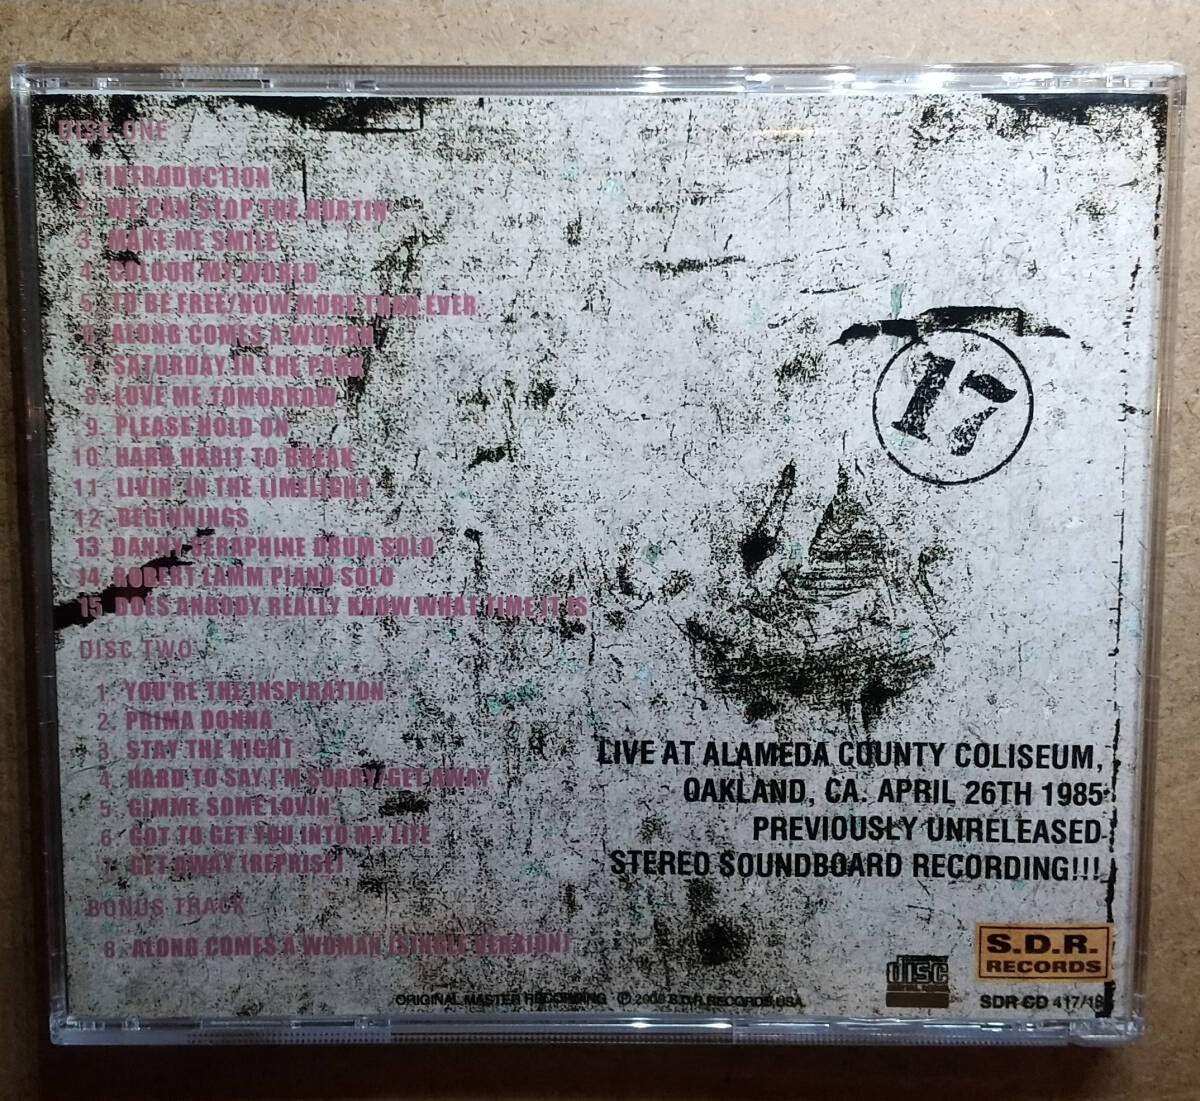 DISC ONE
1. INTRODUCTION
2. WE CAN STOP THE HURTIN'
3. MAKE ME SMILE
4. COLOUR MY WORLD
5. TO BE FREE/NOW MORE THAN EVER
6. ALONG COMES A WOMAN
7. SATURDAY IN THE PARK
8. LOVE ME TOMORROW
9. PLEASE HOLD ON
10. HARD HABIT TO BREAK
11. LIVIN' IN THE LIMELIGHT
12. BEGINNINGS
13. DANNY SERAPHINE DRUM SOLO
14. ROBERT LAMM PIANO SOLO
15. DOES ANBODY REALLY KNOW WHAT TIME IT IS
DISC TWO
1. YOU'RE THE INSPIRATION
2. PRIMA DONNA
3. STAY THE NIGHT
4. HARD TO SAY I'M SORRY/GET AWAY
5. GIMME SOME LOVIN'
6. GOT TO GET YOU INTO MY LIFE
7. GET AWAY (REPRISE)
BONUS TRACK
8. ALONG COMES A WOMAN (SINGLE VERSION)
17
LIVE AT ALAMEDA COUNTY COLISEUM,
OAKLAND, CA. APRIL 26TH 1985
PREVIOUSLY UNRELEASED
STEREO SOUNDBOARD RECORDING!!!
disc
S.D.R.
RECORDS
ORIGINAL MASTER RECORDING ℗ S.D.R.RECORDS,USA.
SDR CD 417/18